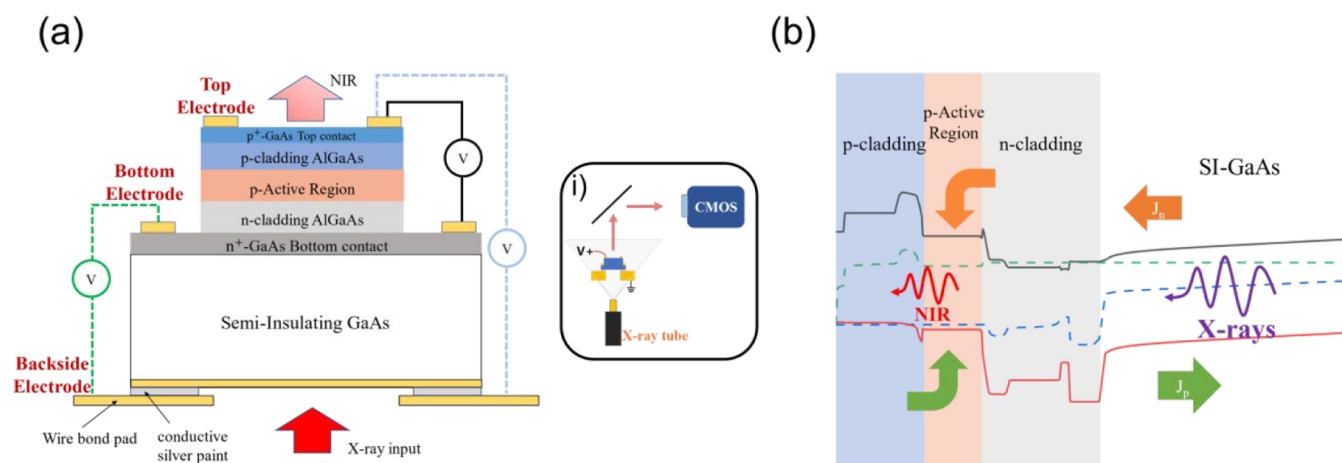 (a)
NIR
Top
Electrode
p⁺-GaAs Top contact
p-cladding AlGaAs
V
Bottom
Electrode
p-Active Region
n-cladding AlGaAs
n⁺-GaAs Bottom contact
V
V
Semi-Insulating GaAs
Backside
Electrode
Wire bond pad
conductive
silver paint
X-ray input
i)
CMOS
V+
X-ray tube
(b)
p-Active
Region
p-cladding
n-cladding
SI-GaAs
Jₙ
NIR
X-rays
Jₚ